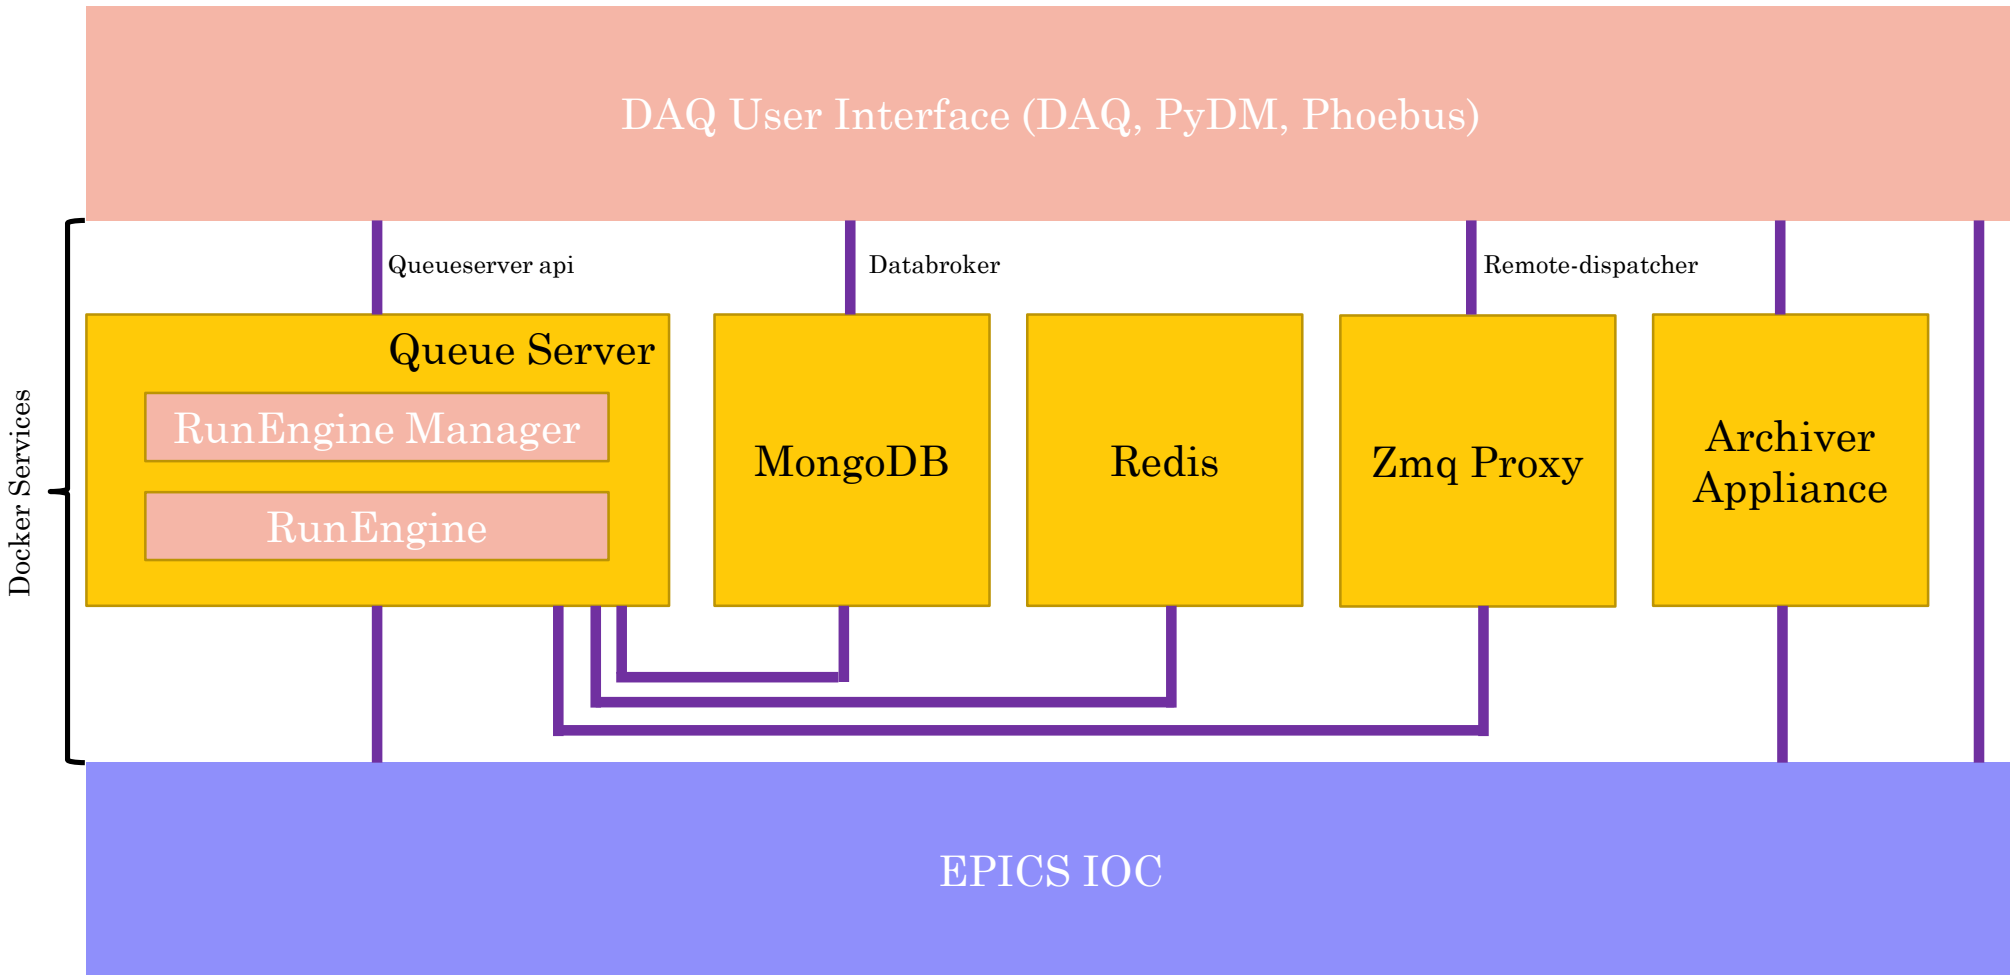 DAQ User Interface (DAQ, PyDM, Phoebus)
Queueserver api
Databroker
Remote-dispatcher
Docker Services
Queue Server
RunEngine Manager
RunEngine
MongoDB
Redis
Zmq Proxy
Archiver
Appliance
EPICS IOC